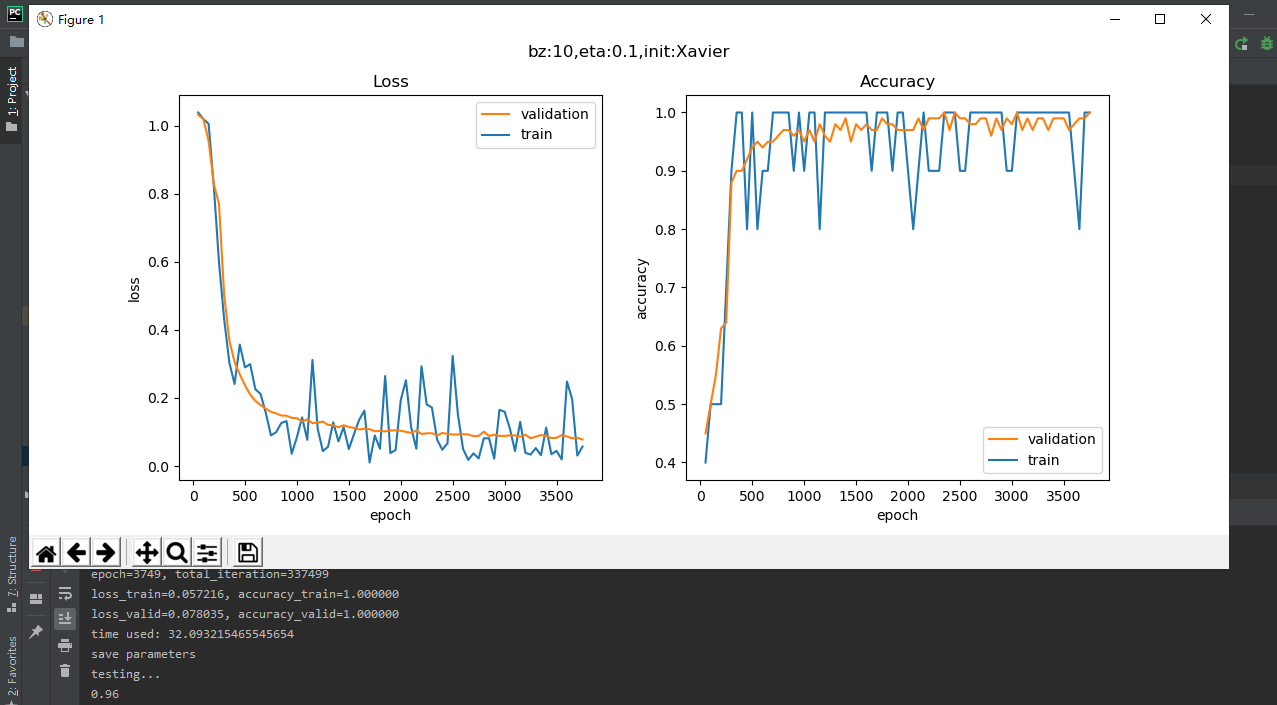 PC
Figure 1
bz:10,eta:0.1,init:Xavier
Loss
validation
train
1.0
0.8
0.6
0.4
0.2
0.0
loss
0 500 1000 1500 2000 2500 3000 3500
epoch
Accuracy
1.0
0.9
0.8
0.7
0.6
0.5
0.4
accuracy
validation
train
0 500 1000 1500 2000 2500 3000 3500
epoch
1: Project
7: Structure
2: Favorites
epoch=3749, total_iteration=337499
loss_train=0.057216, accuracy_train=1.000000
loss_valid=0.078035, accuracy_valid=1.000000
time used: 32.093215465545654
save parameters
testing...
0.96